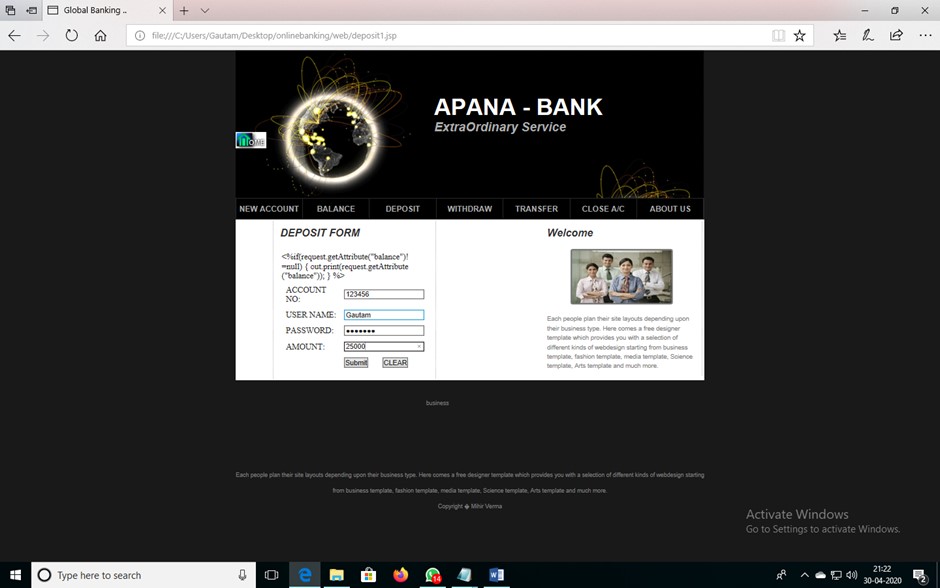 Global Banking ..
file:///C:/Users/Gautam/Desktop/onlinebanking/web/deposit1.jsp
APANA - BANK
ExtraOrdinary Service
HOME
NEW ACCOUNT BALANCE DEPOSIT WITHDRAW TRANSFER CLOSE A/C ABOUT US
DEPOSIT FORM
<%if(request.getAttribute("balance")!
=null) { out.print(request.getAttribute
("balance")); } %>
ACCOUNT
NO:
123456
USER NAME: Gautam
PASSWORD: •••••••
AMOUNT: 25000
Submit CLEAR
Welcome
Each people plan their site layouts depending upon
their business type. Here comes a free designer
template which provides you with a selection of
different kinds of webdesign starting from business
template, fashion template, media template, Science
template, Arts template and much more.
business
Each people plan their site layouts depending upon their business type. Here comes a free designer template which provides you with a selection of different kinds of webdesign starting
from business template, fashion template, media template, Science template, Arts template and much more.
Copyright � Mihir Verma
Activate Windows
Go to Settings to activate Windows.
Type here to search
14
21:22
30-04-2020
2